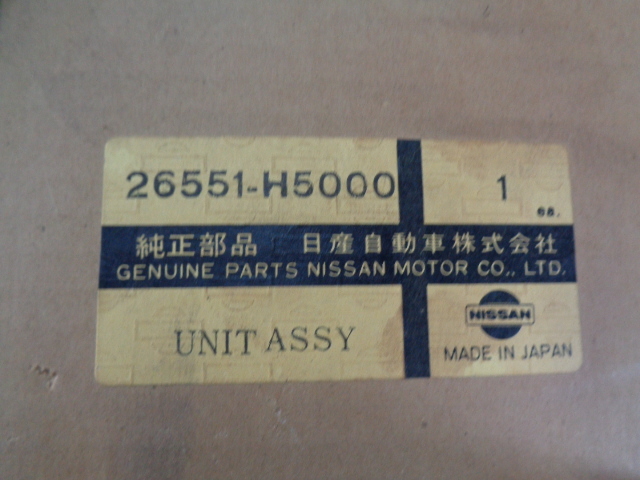 26551-H5000
1
純正部品 日産自動車株式会社
GENUINE PARTS NISSAN MOTOR CO., LTD.
UNIT ASSY
NISSAN
MADE IN JAPAN